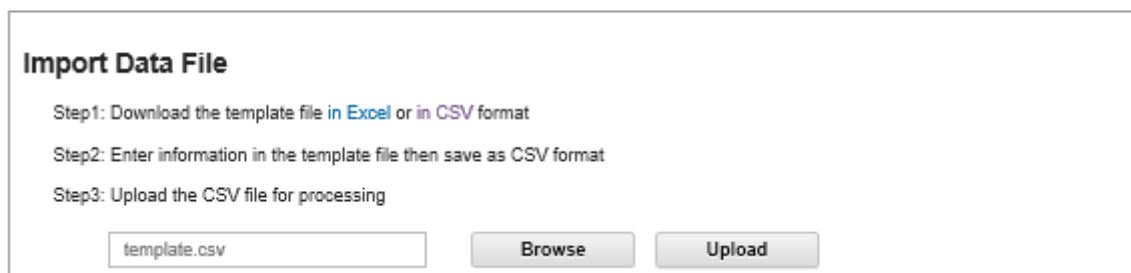 Import Data File
Step1: Download the template file in Excel or in CSV format
Step2: Enter information in the template file then save as CSV format
Step3: Upload the CSV file for processing
template.csv Browse Upload